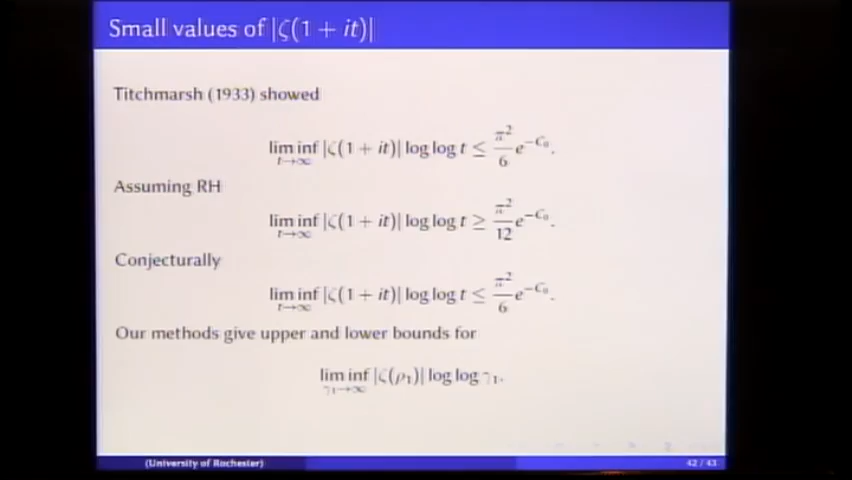 Small values of |ζ(1 + it)|
Titchmarsh (1933) showed
lim inf_{t→∞} |ζ(1 + it)| log log t ≤ \frac{π²}{6} e^{−C₀}.
Assuming RH
lim inf_{t→∞} |ζ(1 + it)| log log t ≥ \frac{π²}{12} e^{−C₀}.
Conjecturally
lim inf_{t→∞} |ζ(1 + it)| log log t ≤ \frac{π²}{6} e^{−C₀}.
Our methods give upper and lower bounds for
lim inf_{γ₁→∞} |ζ(ρ₁)| log log γ₁.
(University of Rochester)
42 / 43